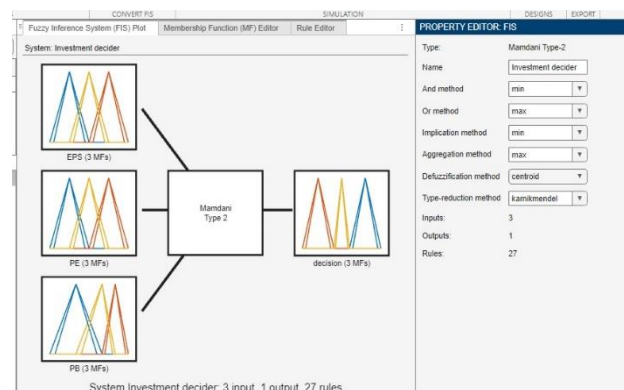 CONVERT FIS
SIMULATION
DESIGNS
EXPORT
Fuzzy Inference System (FIS) Plot
Membership Function (MF) Editor
Rule Editor
System: Investment decider
EPS (3 MFs)
PE (3 MFs)
PB (3 MFs)
Mamdani
Type 2
decision (3 MFs)
System Investment decider: 3 input, 1 output, 27 rules
PROPERTY EDITOR: FIS
Type: Mamdani Type-2
Name Investment decider
And method min
Or method max
Implication method min
Aggregation method max
Defuzzification method centroid
Type-reduction method karnikmendel
Inputs: 3
Outputs: 1
Rules: 27